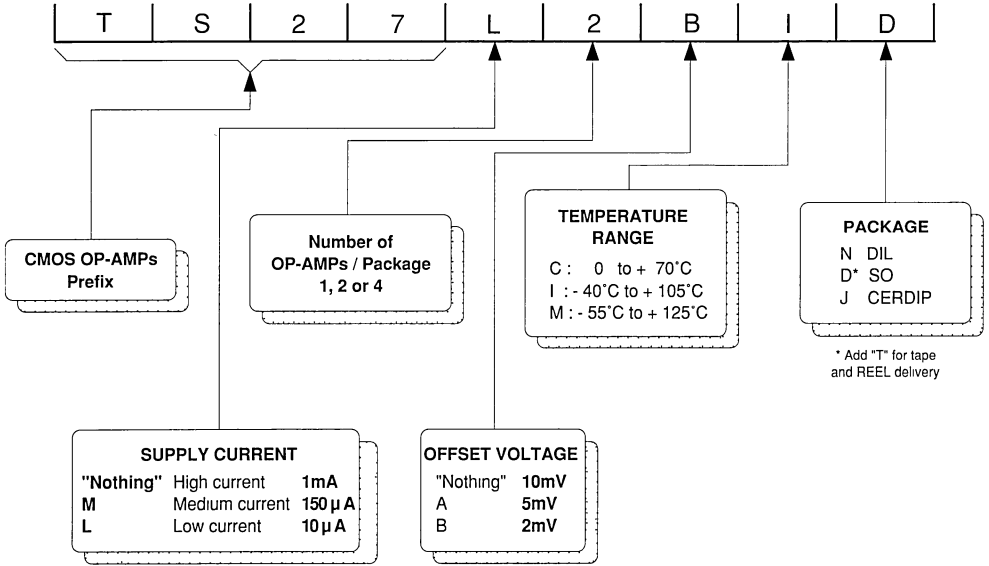 T S 2 7 L 2 B I D
CMOS OP-AMPs
Prefix
Number of
OP-AMPs / Package
1, 2 or 4
TEMPERATURE
RANGE
C : 0 to + 70°C
I : - 40°C to + 105°C
M : - 55°C to + 125°C
PACKAGE
N DIL
D* SO
J CERDIP
* Add "T" for tape
and REEL delivery
SUPPLY CURRENT
"Nothing" High current 1mA
M Medium current 150µA
L Low current 10µA
OFFSET VOLTAGE
"Nothing" 10mV
A 5mV
B 2mV